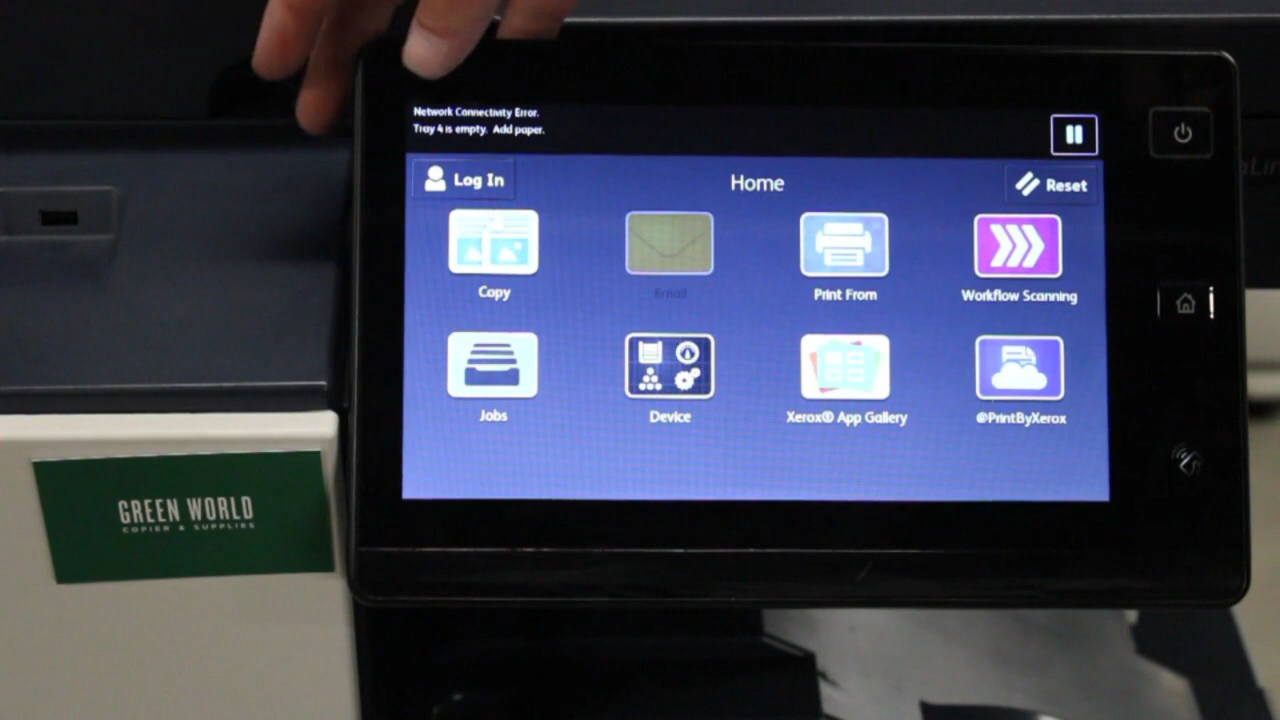 Network Connectivity Error.
Tray 4 is empty. Add paper.
Log In
Home
Reset
Copy
Email
Print From
Workflow Scanning
Jobs
Device
Xerox® App Gallery
@PrintByXerox
GREEN WORLD
COPIER & SUPPLIES